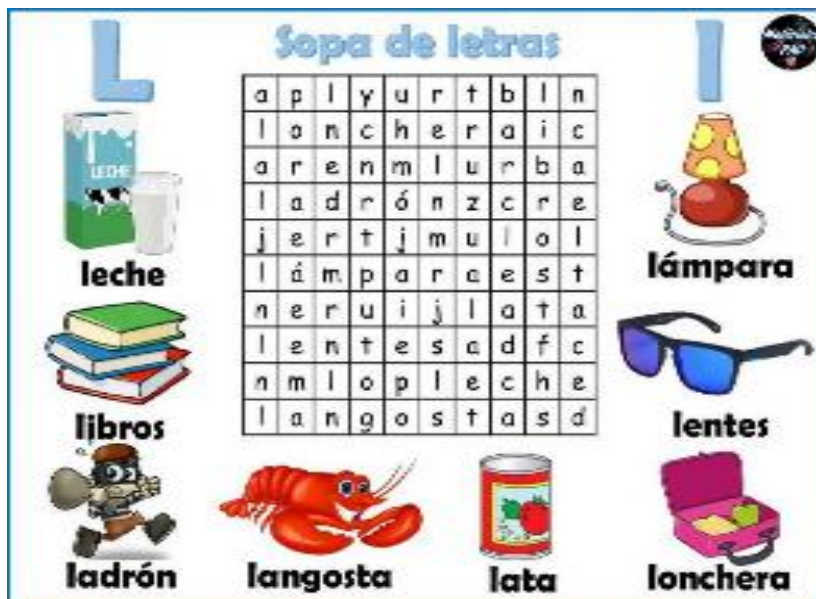 L
Sopa de letras
l
a p l y u r t b l n
l o n c h e r a i c
a r e n m l u r b a
l a d r ó n z c r e
j e r t j m u l o l
l á m p a r a e s t
n e r u i j l a t a
l e n t e s a d f c
n m l o p l e c h e
l a n g o s t a s d
LECHE
leche
lámpara
libros
lentes
ladrón
langosta
lata
lonchera